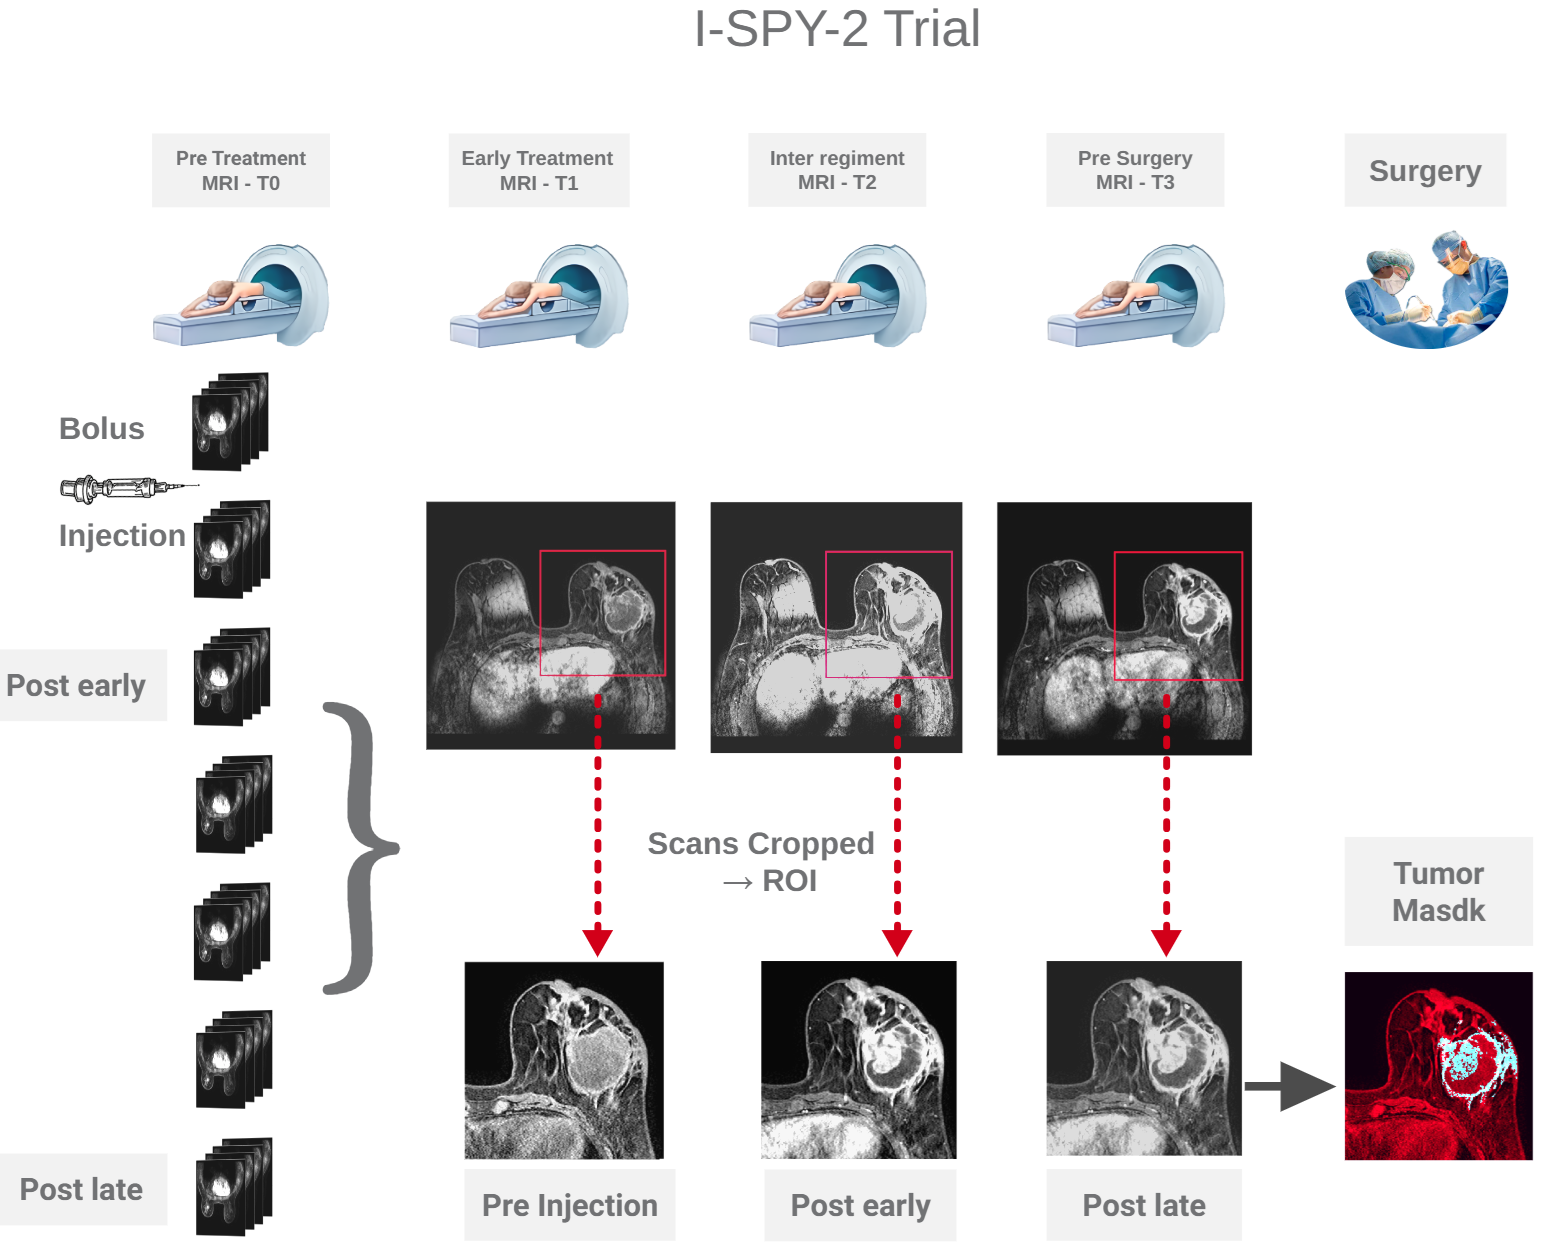 I-SPY-2 Trial
Pre Treatment
MRI - T0
Early Treatment
MRI - T1
Inter regiment
MRI - T2
Pre Surgery
MRI - T3
Surgery
Bolus
Injection
Post early
Scans Cropped
→ ROI
Tumor
Masdk
Post late
Pre Injection
Post early
Post late